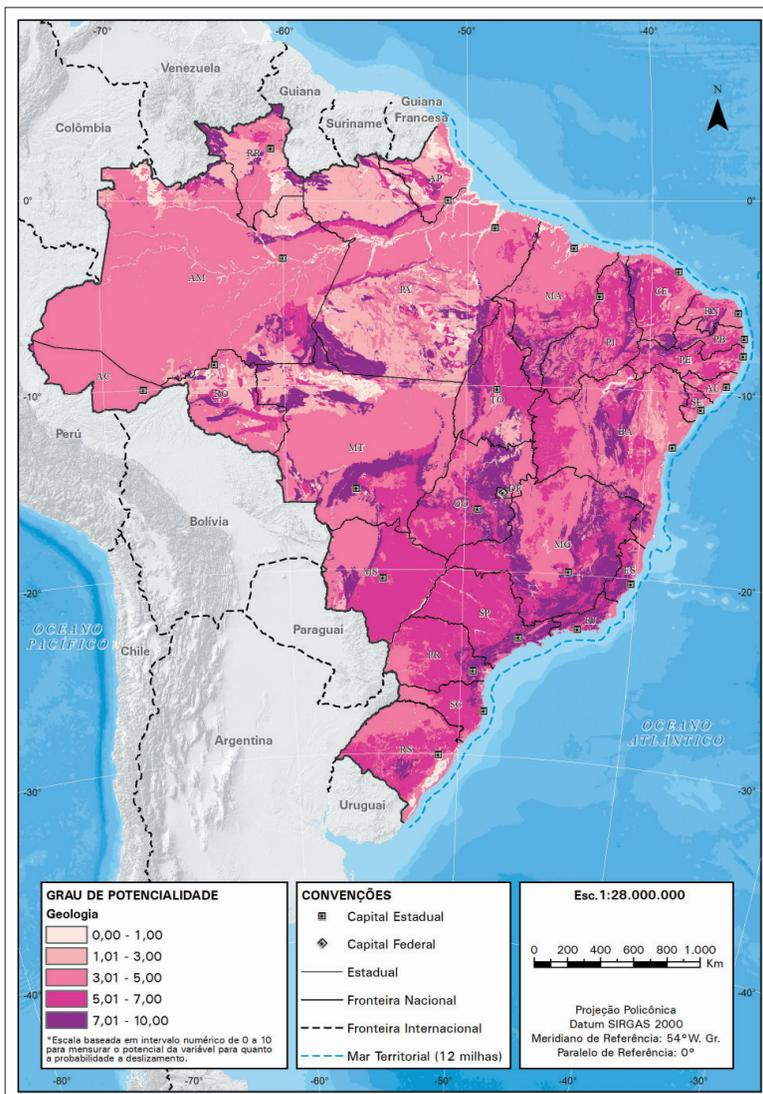 -70°
-60°
-50°
-40°
Venezuela
Guiana
Guiana
Francesa
Suriname
Colômbia
N
RR
AP
0°
0°
AM
PA
MA
CE
RN
PB
PI
PE
AL
SE
AC
TO
-10°
-10°
RO
BA
Perú
MT
DF
GO
Bolívia
MG
ES
MS
-20°
-20°
SP
RJ
OCEANO
PACÍFICO
Paraguai
Chile
PR
SC
OCEANO
ATLÂNTICO
Argentina
RS
-30°
-30°
Uruguai
GRAU DE POTENCIALIDADE
Geologia
0,00 - 1,00
1,01 - 3,00
3,01 - 5,00
5,01 - 7,00
7,01 - 10,00
*Escala baseada em intervalo numérico de 0 a 10
para mensurar o potencial da variável para quanto
a probabilidade a deslizamento.
CONVENÇÕES
Capital Estadual
Capital Federal
Estadual
Fronteira Nacional
Fronteira Internacional
Mar Territorial (12 milhas)
Esc.1:28.000.000
0 200 400 600 800 1.000
Km
Projeção Policônica
Datum SIRGAS 2000
Meridiano de Referência: 54°W. Gr.
Paralelo de Referência: 0°
-40°
-40°
-80°
-70°
-60°
-50°
-40°
-30°